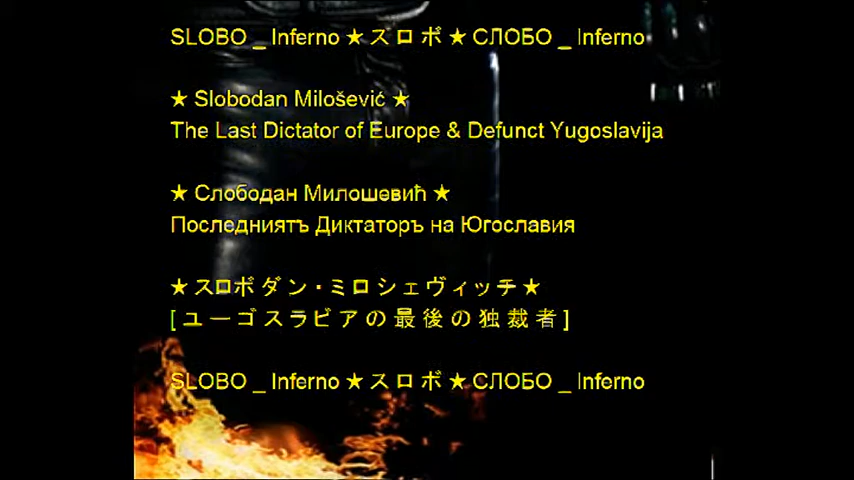 SLOBO _ Inferno ★ スロボ ★ СЛОБО _ Inferno
★ Slobodan Milošević ★
The Last Dictator of Europe & Defunct Yugoslavija
★ Слободан Милошевић ★
Последниятъ Диктаторъ на Югославия
★ スロボダン・ミロシェヴィッチ ★
[ユーゴスラビアの最後の独裁者]
SLOBO _ Inferno ★ スロボ ★ СЛОБО _ Inferno